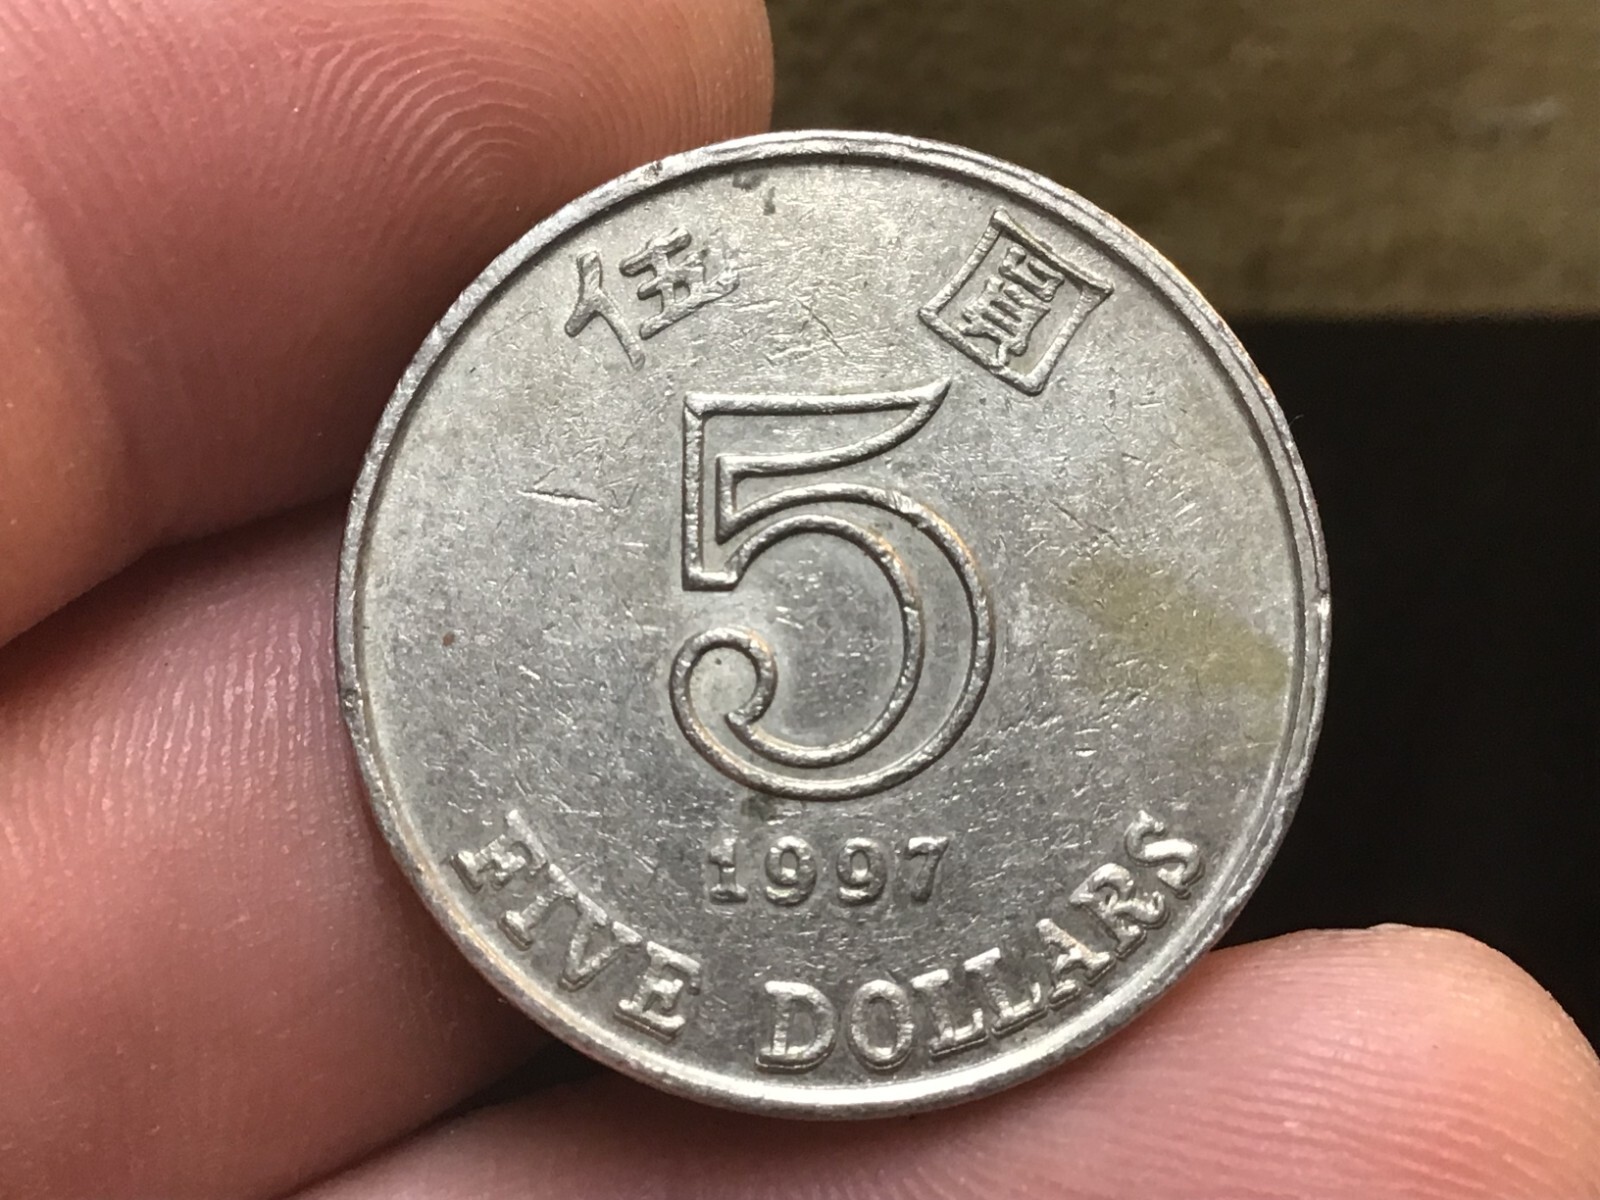 伍 圓
5
1997
FIVE DOLLARS